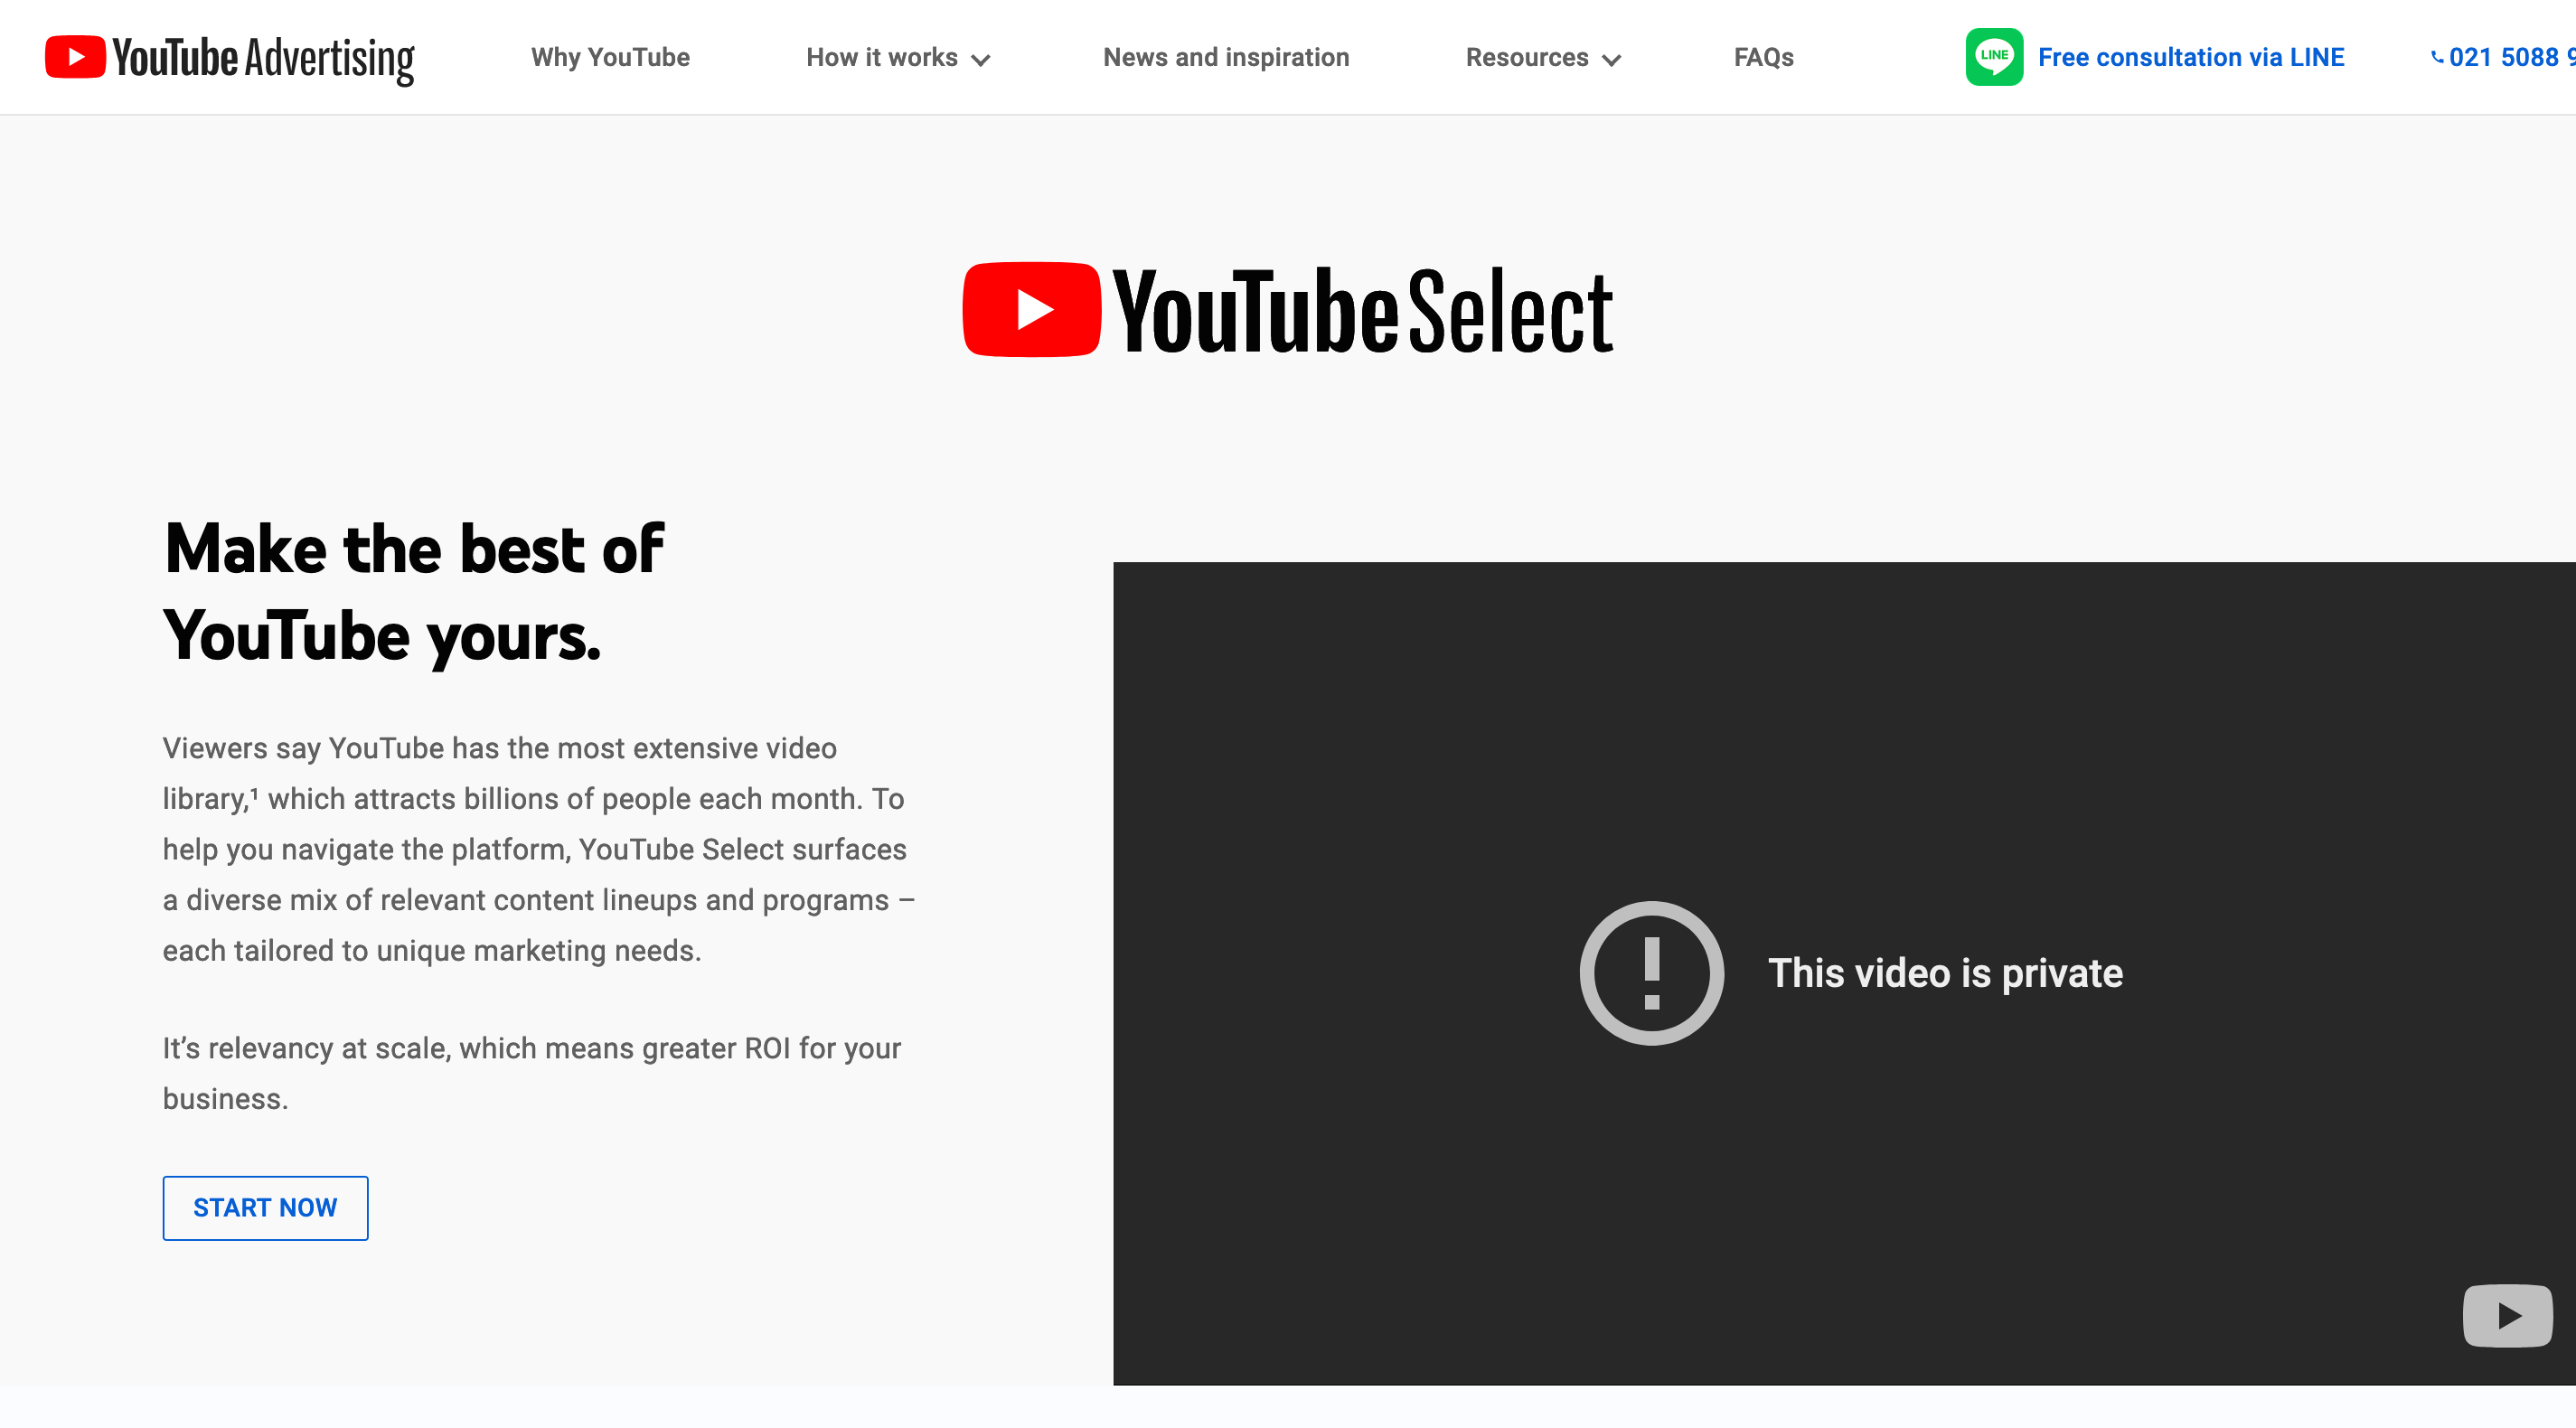 YouTube Advertising
Why YouTube
How it works
News and inspiration
Resources
FAQs
LINE
Free consultation via LINE
021 5088
YouTube Select
Make the best of
YouTube yours.
Viewers say YouTube has the most extensive video
library,¹ which attracts billions of people each month. To
help you navigate the platform, YouTube Select surfaces
a diverse mix of relevant content lineups and programs –
each tailored to unique marketing needs.
It’s relevancy at scale, which means greater ROI for your
business.
START NOW
This video is private